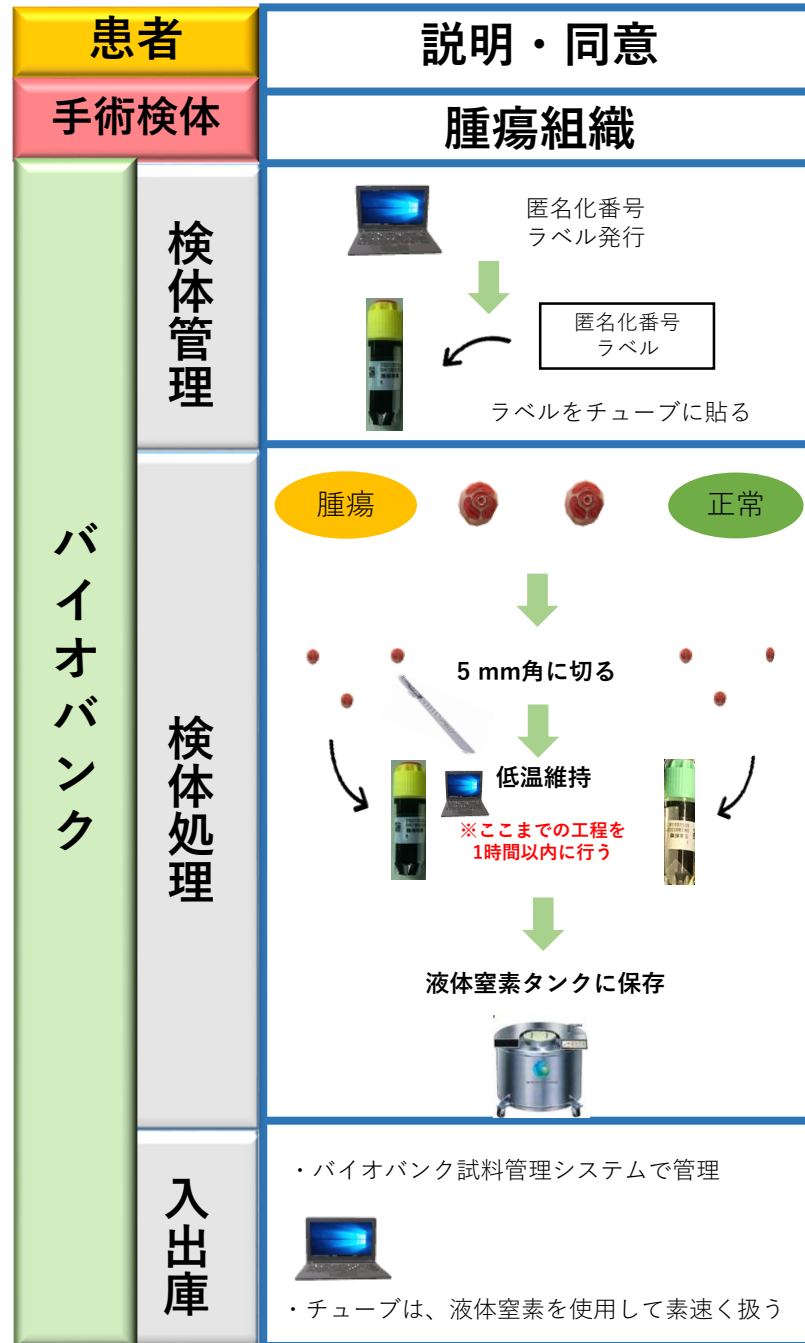 患者
説明・同意
手術検体
腫瘍組織
バイオバンク
検体管理
匿名化番号
ラベル発行
匿名化番号
ラベル
ラベルをチューブに貼る
検体処理
腫瘍
正常
5 mm角に切る
低温維持
※ここまでの工程を
1時間以内に行う
液体窒素タンクに保存
入出庫
・バイオバンク試料管理システムで管理
・チューブは、液体窒素を使用して素速く扱う